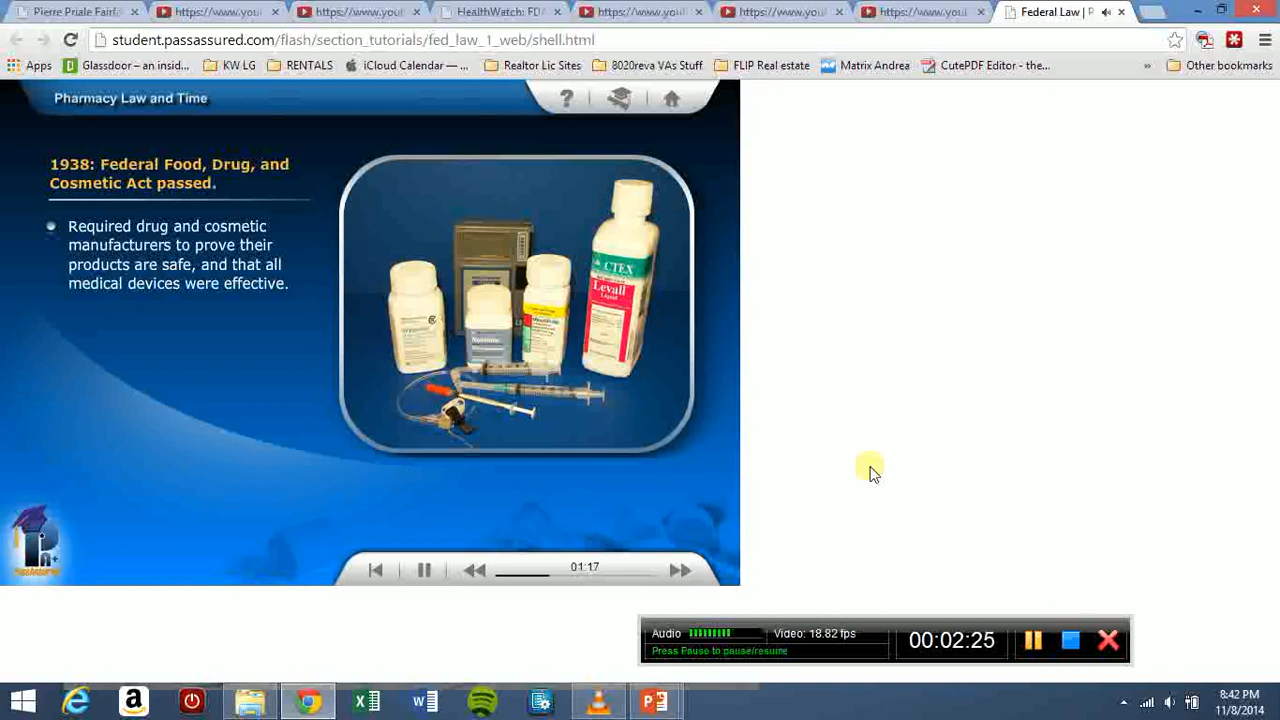 Pierre Priale Fairfa
https://www.you
https://www.you
HealthWatch: FD
https://www.you
https://www.you
https://www.you
Federal Law | P
student.passassured.com/flash/section_tutorials/fed_law_1_web/shell.html
Apps
Glassdoor – an insid...
KW LG
RENTALS
iCloud Calendar — ...
Realtor Lic Sites
8020reva VAs Stuff
FLIP Real estate
Matrix Andrea
CutePDF Editor - the...
»
Other bookmarks
Pharmacy Law and Time
?
1938: Federal Food, Drug, and
Cosmetic Act passed.
Required drug and cosmetic
manufacturers to prove their
products are safe, and that all
medical devices were effective.
CTEX
Levall
Liquid
01:17
Audio
Video: 18.82 fps
Press Pause to pause/resume
00:02:25
8:42 PM
11/8/2014